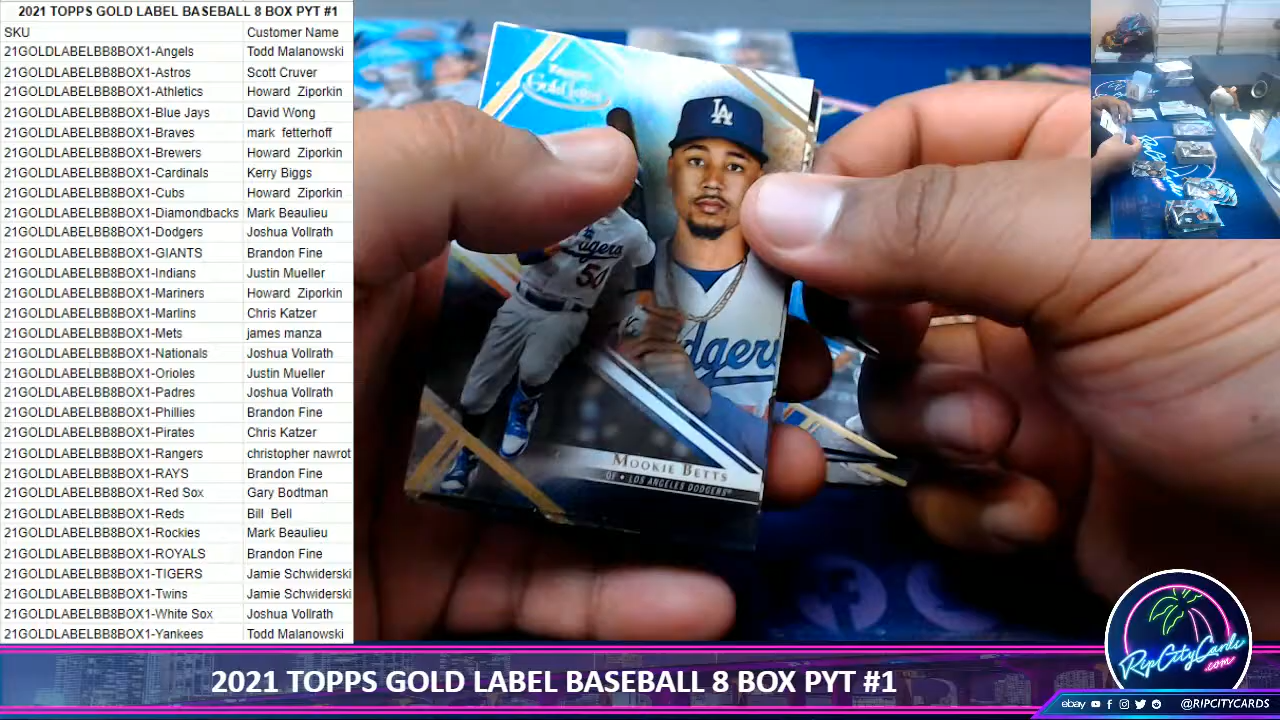 2021 TOPPS GOLD LABEL BASEBALL 8 BOX PYT #1
SKU Customer Name
21GOLDLABELBB8BOX1-Angels Todd Malanowski
21GOLDLABELBB8BOX1-Astros Scott Cruver
21GOLDLABELBB8BOX1-Athletics Howard Ziporkin
21GOLDLABELBB8BOX1-Blue Jays David Wong
21GOLDLABELBB8BOX1-Braves mark fetterhoff
21GOLDLABELBB8BOX1-Brewers Howard Ziporkin
21GOLDLABELBB8BOX1-Cardinals Kerry Biggs
21GOLDLABELBB8BOX1-Cubs Howard Ziporkin
21GOLDLABELBB8BOX1-Diamondbacks Mark Beaulieu
21GOLDLABELBB8BOX1-Dodgers Joshua Vollrath
21GOLDLABELBB8BOX1-GIANTS Brandon Fine
21GOLDLABELBB8BOX1-Indians Justin Mueller
21GOLDLABELBB8BOX1-Mariners Howard Ziporkin
21GOLDLABELBB8BOX1-Marlins Chris Katzer
21GOLDLABELBB8BOX1-Mets james manza
21GOLDLABELBB8BOX1-Nationals Joshua Vollrath
21GOLDLABELBB8BOX1-Orioles Justin Mueller
21GOLDLABELBB8BOX1-Padres Joshua Vollrath
21GOLDLABELBB8BOX1-Phillies Brandon Fine
21GOLDLABELBB8BOX1-Pirates Chris Katzer
21GOLDLABELBB8BOX1-Rangers christopher nawrot
21GOLDLABELBB8BOX1-RAYS Brandon Fine
21GOLDLABELBB8BOX1-Red Sox Gary Bodtman
21GOLDLABELBB8BOX1-Reds Bill Bell
21GOLDLABELBB8BOX1-Rockies Mark Beaulieu
21GOLDLABELBB8BOX1-ROYALS Brandon Fine
21GOLDLABELBB8BOX1-TIGERS Jamie Schwiderski
21GOLDLABELBB8BOX1-Twins Jamie Schwiderski
21GOLDLABELBB8BOX1-White Sox Joshua Vollrath
21GOLDLABELBB8BOX1-Yankees Todd Malanowski
Topps
Gold Label
LA
dgers
50
dgers
MOOKIE BETTS
OF • LOS ANGELES DODGERS®
RipCityCards
.com
2021 TOPPS GOLD LABEL BASEBALL 8 BOX PYT #1
ebay @RIPCITYCARDS